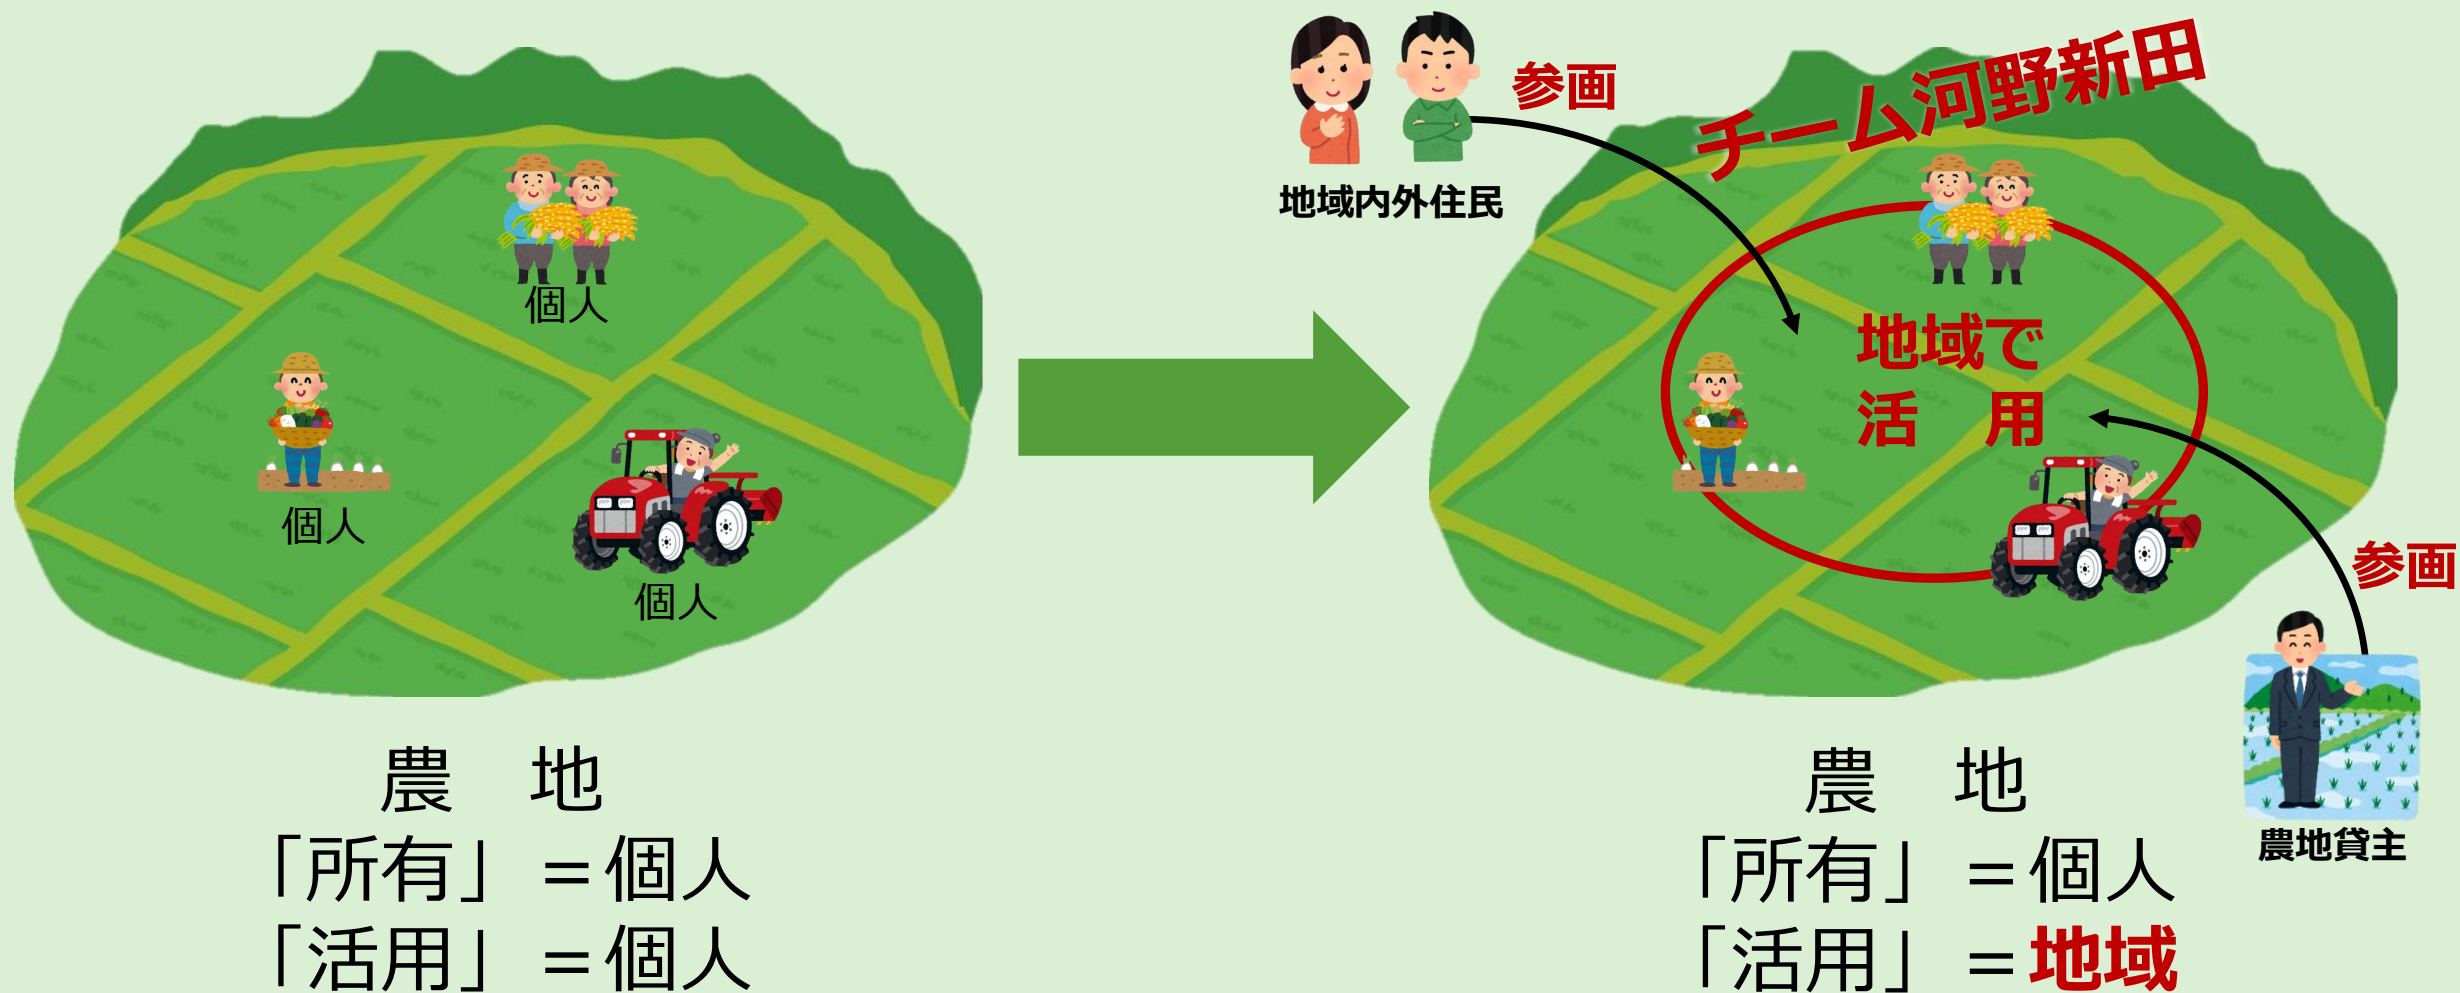 個人
個人
個人
農　地
「所有」＝個人
「活用」＝個人
チーム河野新田
参画
地域内外住民
地域で
活　用
参画
農地貸主
農　地
「所有」＝個人
「活用」＝地域